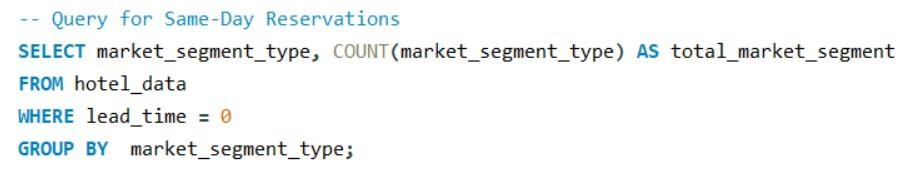 -- Query for Same-Day Reservations
SELECT market_segment_type, COUNT(market_segment_type) AS total_market_segment
FROM hotel_data
WHERE lead_time = 0
GROUP BY  market_segment_type;